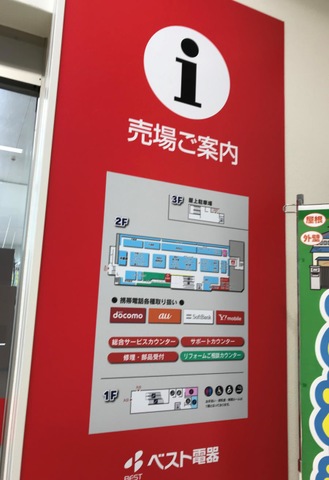 i
売場ご案内
3F 屋上駐車場
2F
● 携帯電話各種取り扱い ●
döcomo au SoftBank Y!mobile
総合サービスカウンター サポートカウンター
修理・部品受付 リフォームご相談カウンター
1F
BEST ベスト電器
屋根
外壁